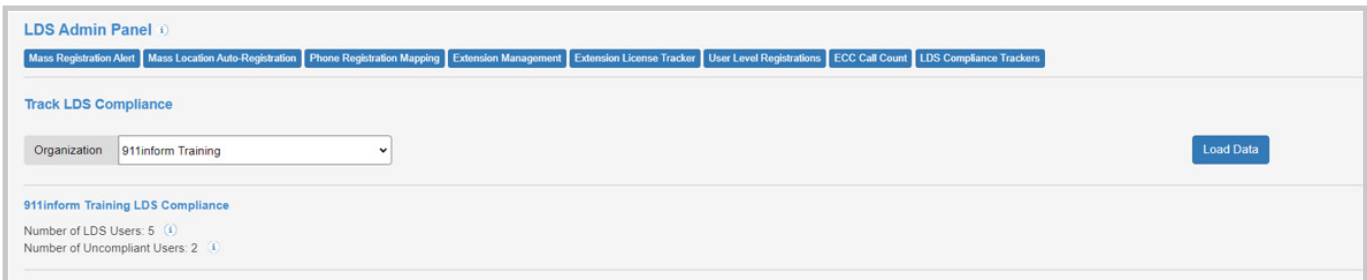 LDS Admin Panel i
Mass Registration Alert Mass Location Auto-Registration Phone Registration Mapping Extension Management Extension License Tracker User Level Registrations ECC Call Count LDS Compliance Trackers
Track LDS Compliance
Organization 911inform Training Load Data
911inform Training LDS Compliance
Number of LDS Users: 5 i
Number of Uncompliant Users: 2 i